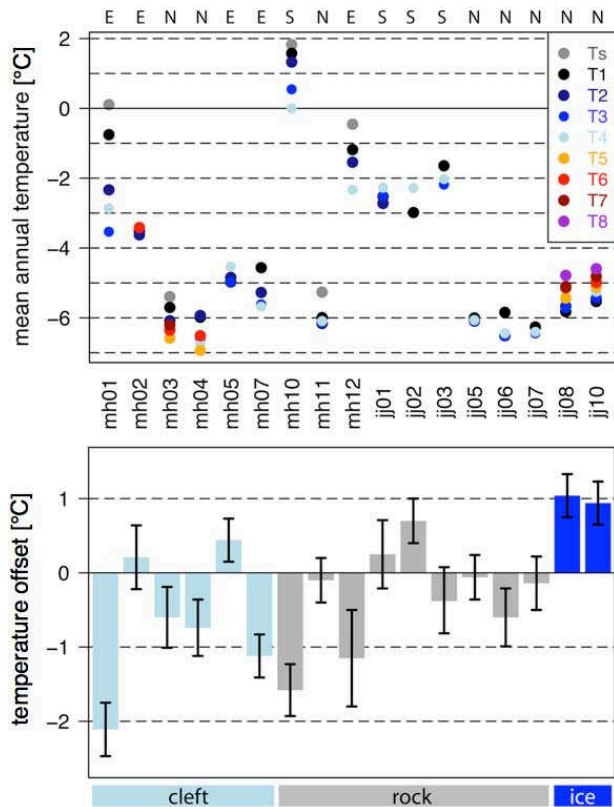 E E N N E E S N E S S S N N N N N
mean annual temperature [°C]
2
0
−2
−4
−6
Ts
T1
T2
T3
T4
T5
T6
T7
T8
mh01 mh02 mh03 mh04 mh05 mh07 mh10 mh11 mh12 jj01 jj02 jj03 jj05 jj06 jj07 jj08 jj10
temperature offset [°C]
1
0
−1
−2
cleft rock ice